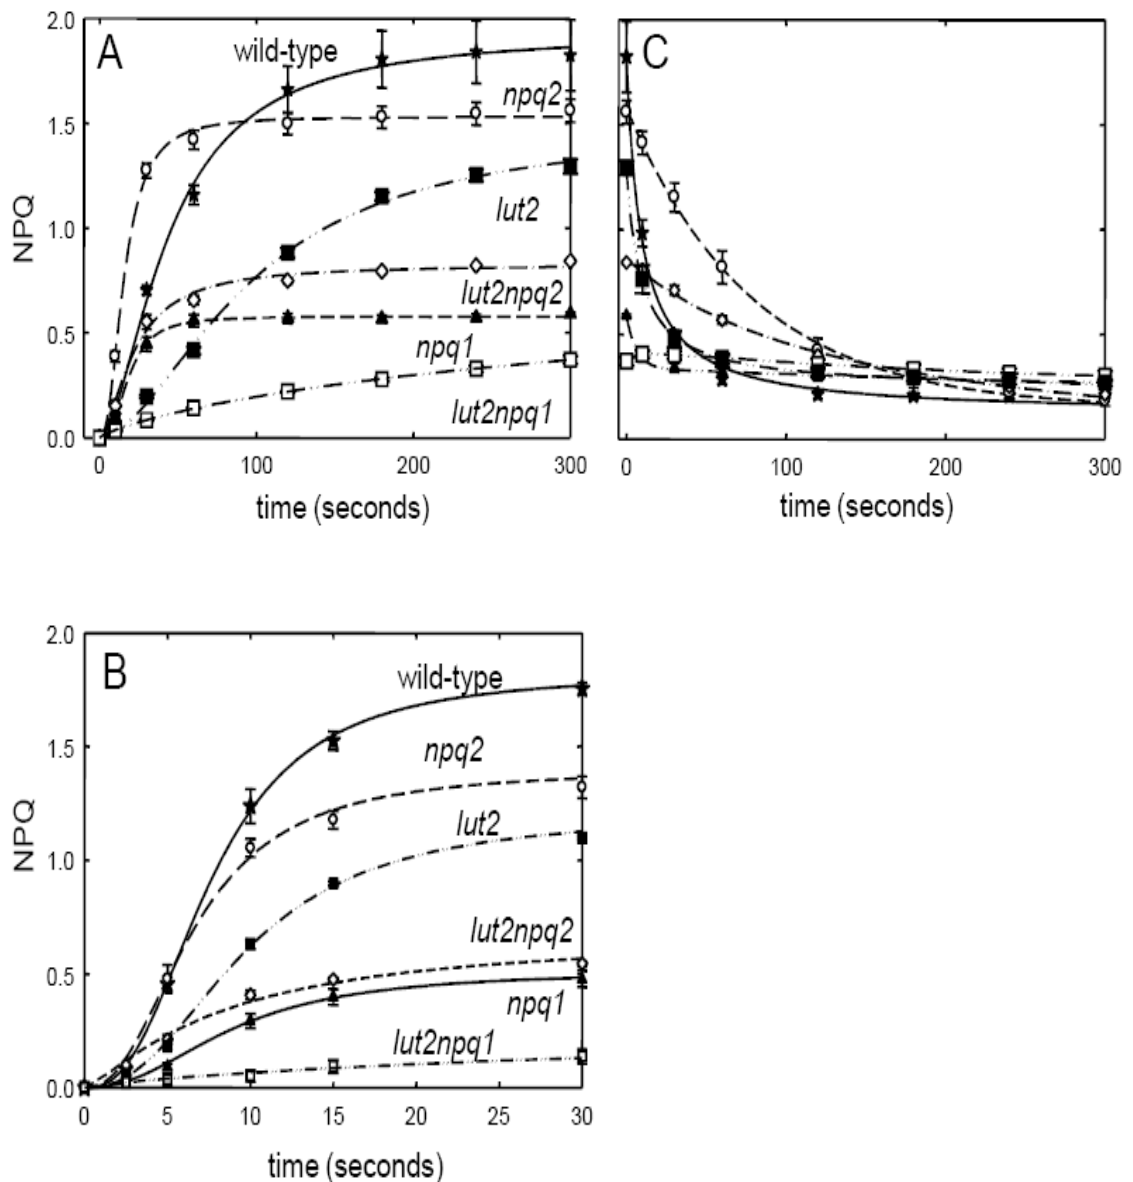 A
wild-type
npq2
lut2
lut2npq2
npq1
lut2npq1
NPQ
2.0
1.5
1.0
0.5
0.0
0 100 200 300
time (seconds)
C
0 100 200 300
time (seconds)
B
wild-type
npq2
lut2
lut2npq2
npq1
lut2npq1
NPQ
2.0
1.5
1.0
0.5
0.0
0 5 10 15 20 25 30
time (seconds)